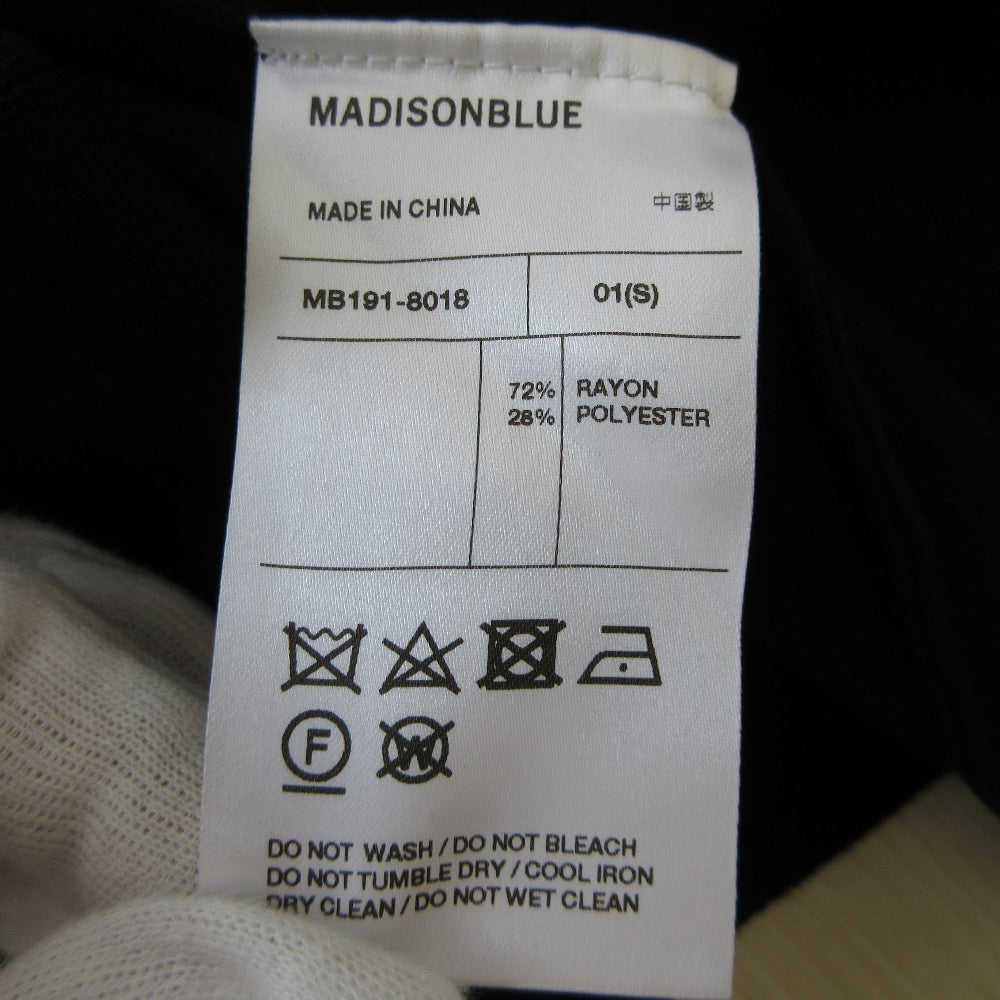 MADISONBLUE
MADE IN CHINA 中国製
MB191-8018 01(S)
72% RAYON
28% POLYESTER
F W
DO NOT WASH / DO NOT BLEACH
DO NOT TUMBLE DRY / COOL IRON
DRY CLEAN / DO NOT WET CLEAN